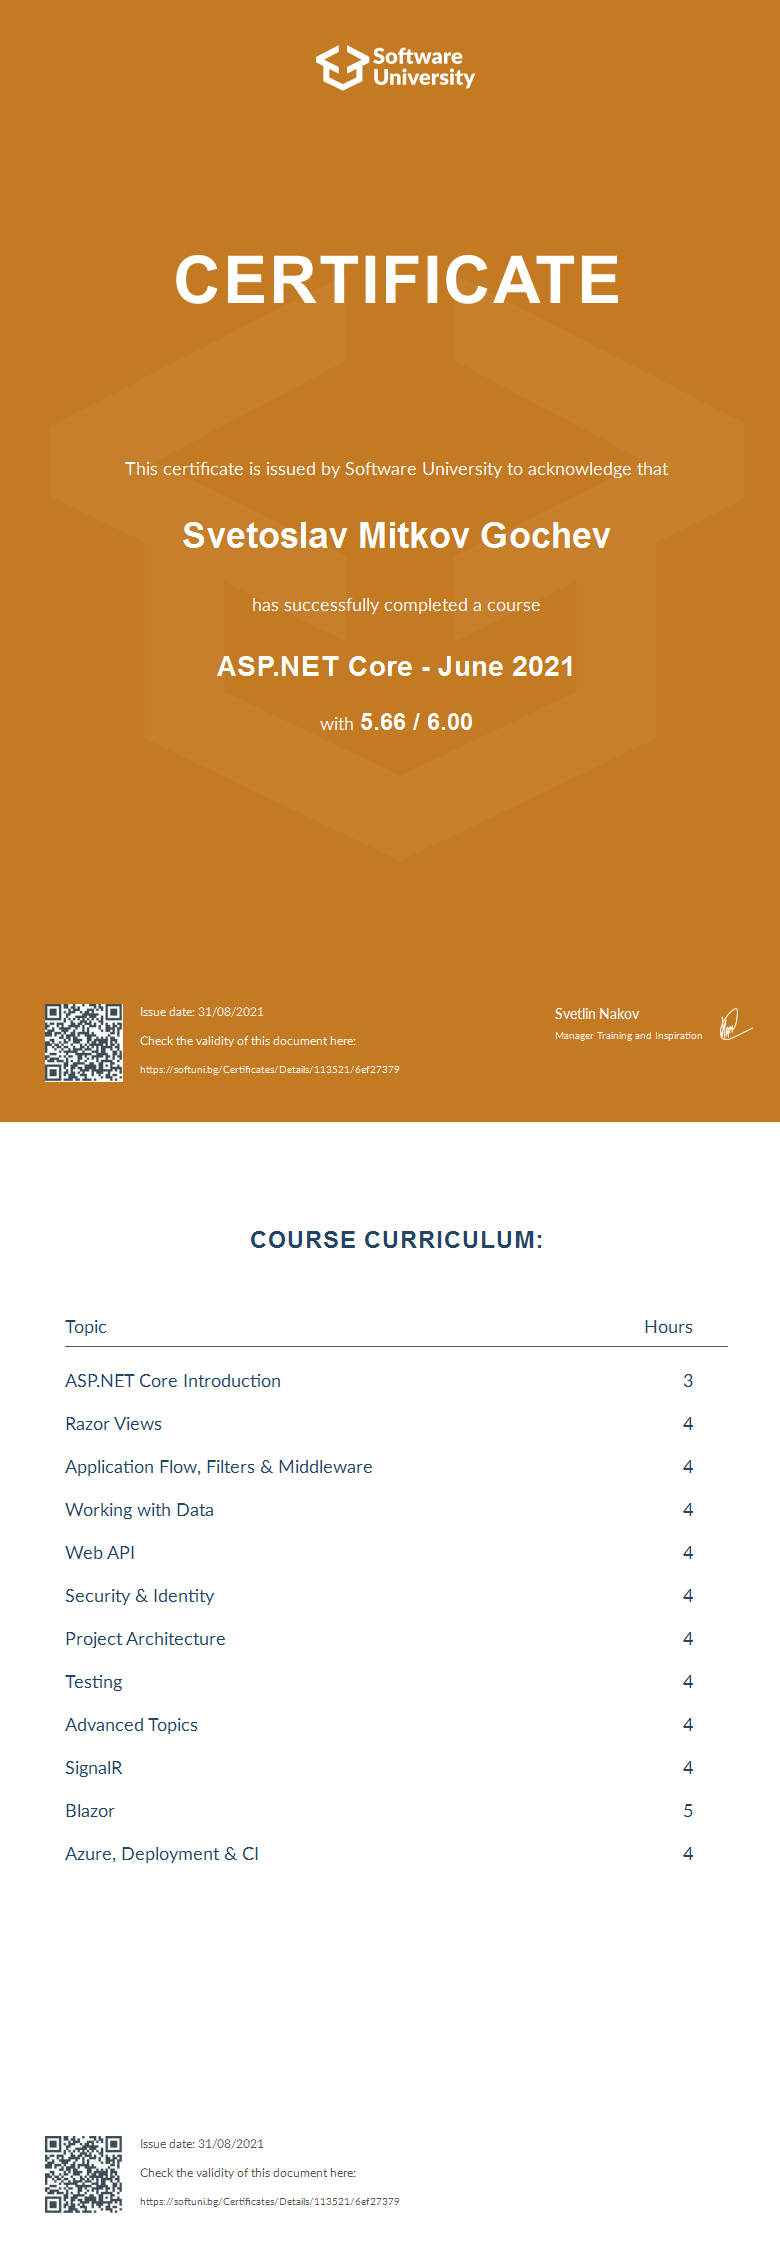 Software
University
CERTIFICATE
This certificate is issued by Software University to acknowledge that
Svetoslav Mitkov Gochev
has successfully completed a course
ASP.NET Core - June 2021
with 5.66 / 6.00
Issue date: 31/08/2021
Check the validity of this document here:
https://softuni.bg/Certificates/Details/113521/6ef27379
Svetlin Nakov
Manager Training and Inspiration
COURSE CURRICULUM:
Topic Hours
ASP.NET Core Introduction 3
Razor Views 4
Application Flow, Filters & Middleware 4
Working with Data 4
Web API 4
Security & Identity 4
Project Architecture 4
Testing 4
Advanced Topics 4
SignalR 4
Blazor 5
Azure, Deployment & CI 4
Issue date: 31/08/2021
Check the validity of this document here:
https://softuni.bg/Certificates/Details/113521/6ef27379